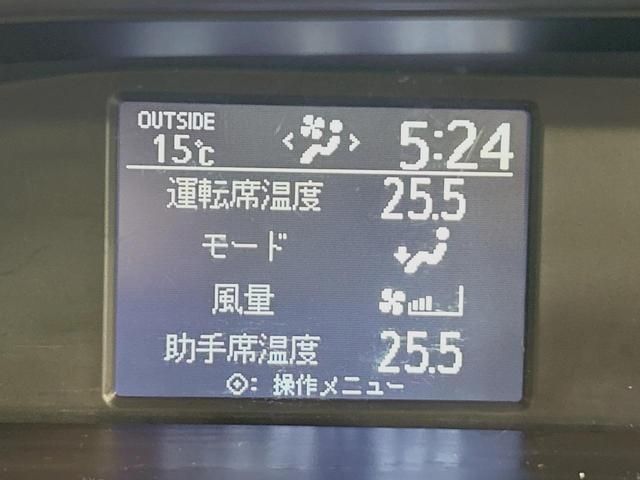 OUTSIDE
15℃ 5:24
運転席温度 25.5
モード
風量
助手席温度 25.5
: 操作メニュー